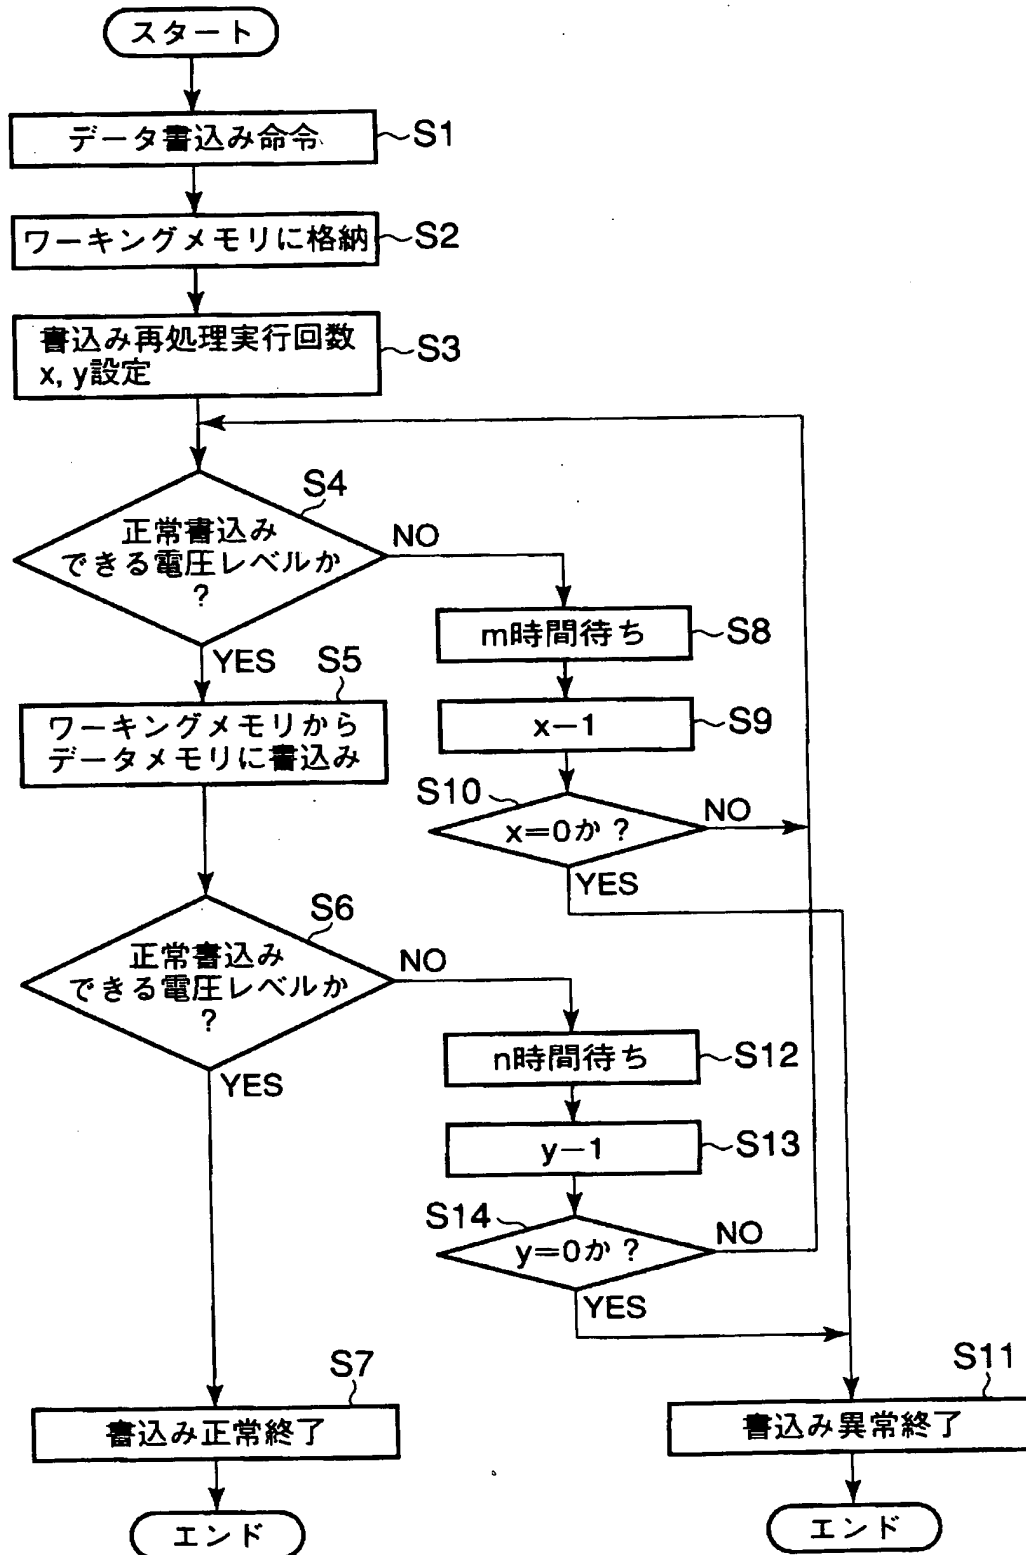 スタート
データ書込み命令
S1
ワーキングメモリに格納
S2
書込み再処理実行回数
x, y設定
S3
S4
正常書込み
できる電圧レベルか
?
NO
YES
m時間待ち
S8
S5
ワーキングメモリから
データメモリに書込み
x−1
S9
S10
x=0か?
NO
YES
S6
正常書込み
できる電圧レベルか
?
NO
YES
n時間待ち
S12
y−1
S13
S14
y=0か?
NO
YES
S7
書込み正常終了
S11
書込み異常終了
エンド
エンド